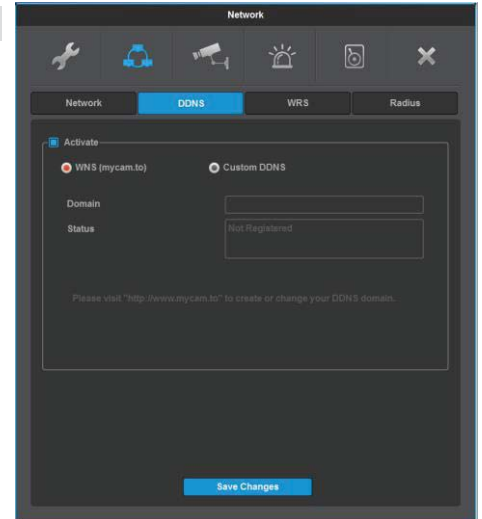 Network
Network DDNS WRS Radius
Activate
WNS (mycam.to) Custom DDNS
Domain
Status Not Registered
Please visit "http://www.mycam.to" to create or change your DDNS domain.
Save Changes